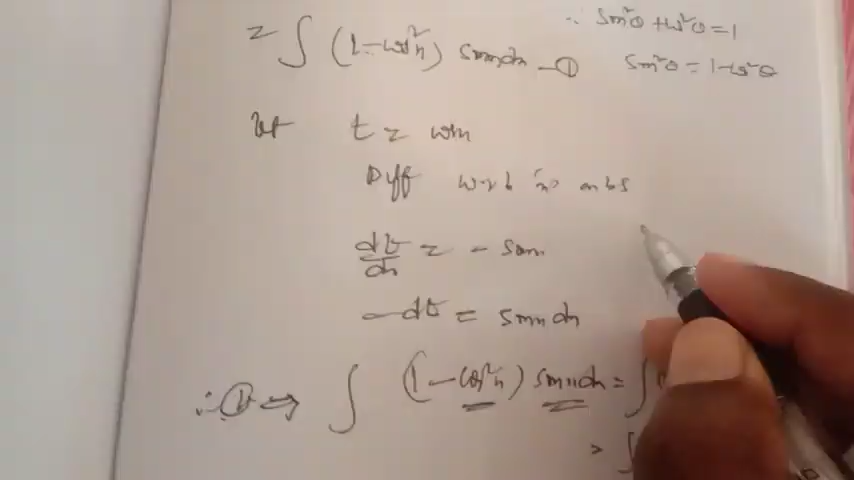 ∵ sin²θ + cos²θ = 1
= ∫ (1 - cos²x) sinx dx —①
sin²θ = 1 - cos²θ
let t = cosx
Diff w.r.t 'x' on b.s
dt/dx = - sinx
-dt = sinx dx
∴ ① ⇒ ∫ (1 - cos²x) sinx dx = ∫ (
= ∫